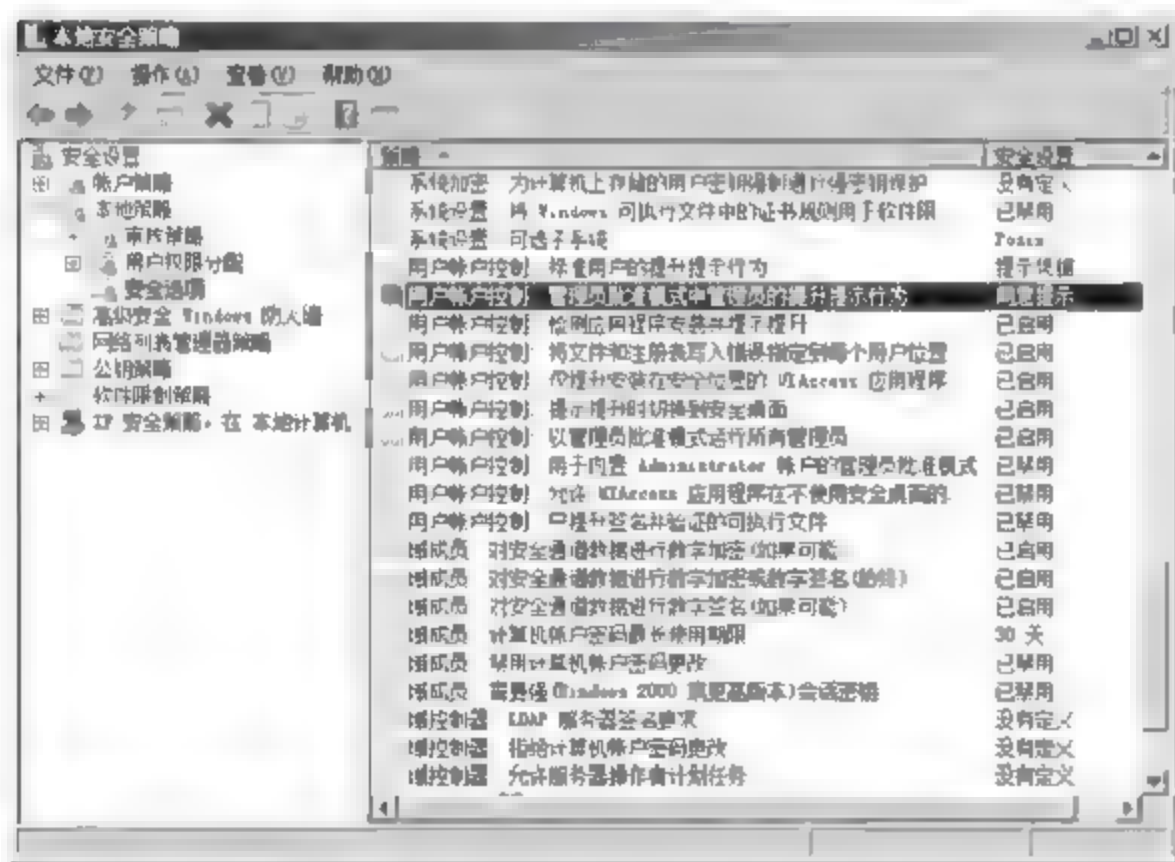 本地安全策略
文件(F) 操作(A) 查看(V) 帮助(H)
安全设置
帐户策略
本地策略
审核策略
用户权限分配
安全选项
高级安全 Windows 防火墙
网络列表管理器策略
公钥策略
软件限制策略
IP 安全策略，在 本地计算机
策略 安全设置
系统加密 为计算机上存储的用户密钥强制进行强密钥保护 没有定义
系统设置 将 Windows 可执行文件中的证书规则用于软件限 已禁用
系统设置 可选子系统 Posix
用户帐户控制 标准用户的提升提示行为 提示凭据
用户帐户控制 管理员批准模式中管理员的提升提示行为 同意提示
用户帐户控制 检测应用程序安装并提示提升 已启用
用户帐户控制 将文件和注册表写入错误指定到每个用户位置 已启用
用户帐户控制 仅提升安装在安全位置的 UIAccess 应用程序 已启用
用户帐户控制 提示提升时切换到安全桌面 已启用
用户帐户控制 以管理员批准模式运行所有管理员 已启用
用户帐户控制 用于内置 Administrator 帐户的管理员批准模式 已禁用
用户帐户控制 允许 UIAccess 应用程序在不使用安全桌面的 已禁用
用户帐户控制 只提升签名并验证的可执行文件 已禁用
域成员 对安全通道数据进行数字加密(如果可能) 已启用
域成员 对安全通道数据进行数字加密或数字签名(始终) 已启用
域成员 对安全通道数据进行数字签名(如果可能) 已启用
域成员 计算机帐户密码最长使用期限 30 天
域成员 禁用计算机帐户密码更改 已禁用
域成员 需要强(Windows 2000 或更高版本)会话密钥 已禁用
域控制器 LDAP 服务器签名要求 没有定义
域控制器 拒绝计算机帐户密码更改 没有定义
域控制器 允许服务器操作者计划任务 没有定义